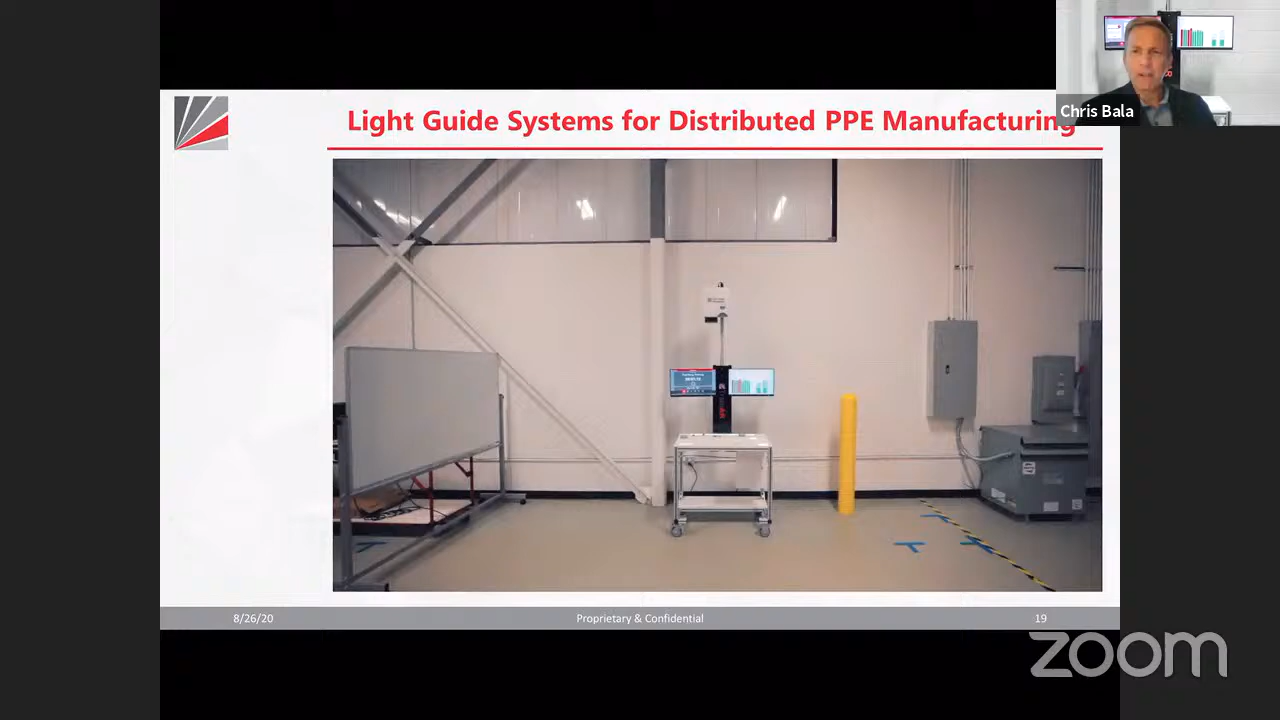 Light Guide Systems for Distributed PPE Manufacturing
Chris Bala
8/26/20
Proprietary & Confidential
19
zoom